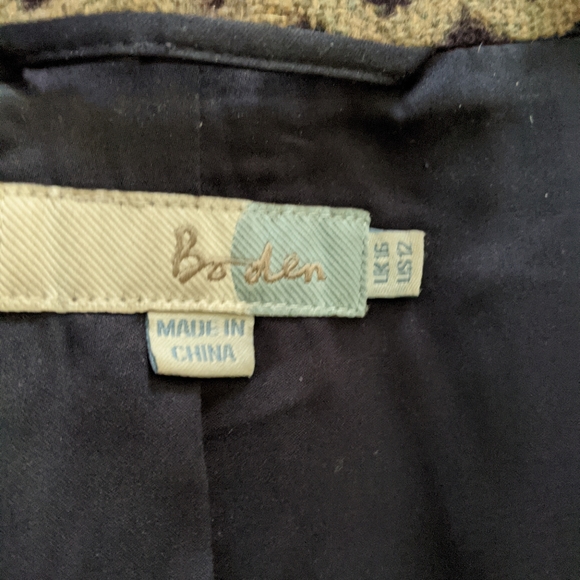 Boden
UK 16
US 12
MADE IN
CHINA